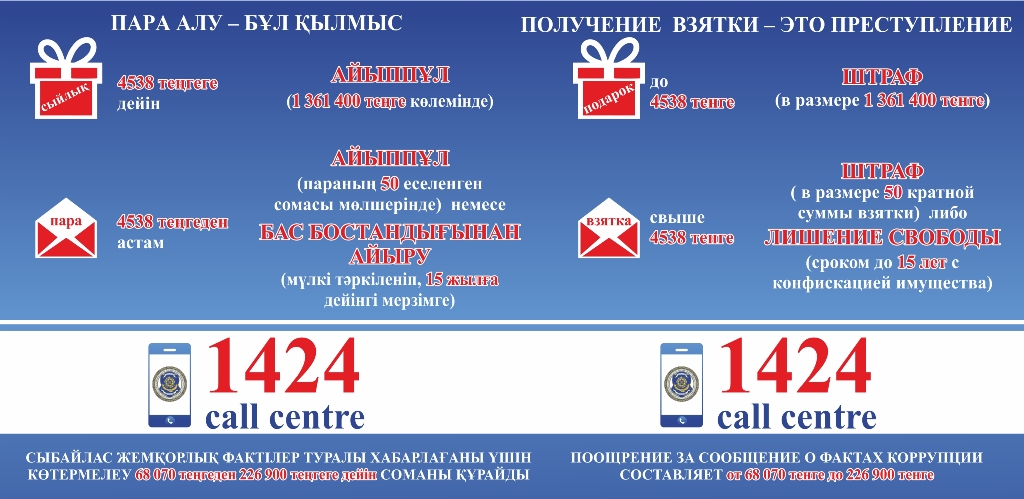 ПАРА АЛУ – БҰЛ ҚЫЛМЫС
сыйлық
4538 теңгеге
дейін
АЙЫППҰЛ
(1 361 400 теңге көлемінде)
пара
4538 теңгеден
астам
АЙЫППҰЛ
(параның 50 еселенген
сомасы мөлшерінде) немесе
БАС БОСТАНДЫҒЫНАН
АЙЫРУ
(мүлкі тәркіленіп, 15 жылға
дейінгі мерзімге)
1424
call centre
СЫБАЙЛАС ЖЕМҚОРЛЫҚ ФАКТІЛЕР ТУРАЛЫ ХАБАРЛАҒАНЫ ҮШІН
КӨТЕРМЕЛЕУ 68 070 теңгеден 226 900 теңгеге дейін СОМАНЫ ҚҰРАЙДЫ
ПОЛУЧЕНИЕ ВЗЯТКИ – ЭТО ПРЕСТУПЛЕНИЕ
подарок
до
4538 тенге
ШТРАФ
(в размере 1 361 400 тенге)
взятка
свыше
4538 тенге
ШТРАФ
( в размере 50 кратной
суммы взятки) либо
ЛИШЕНИЕ СВОБОДЫ
(сроком до 15 лет с
конфискацией имущества)
1424
call centre
ПООЩРЕНИЕ ЗА СООБЩЕНИЕ О ФАКТАХ КОРРУПЦИИ
СОСТАВЛЯЕТ от 68 070 тенге до 226 900 тенге